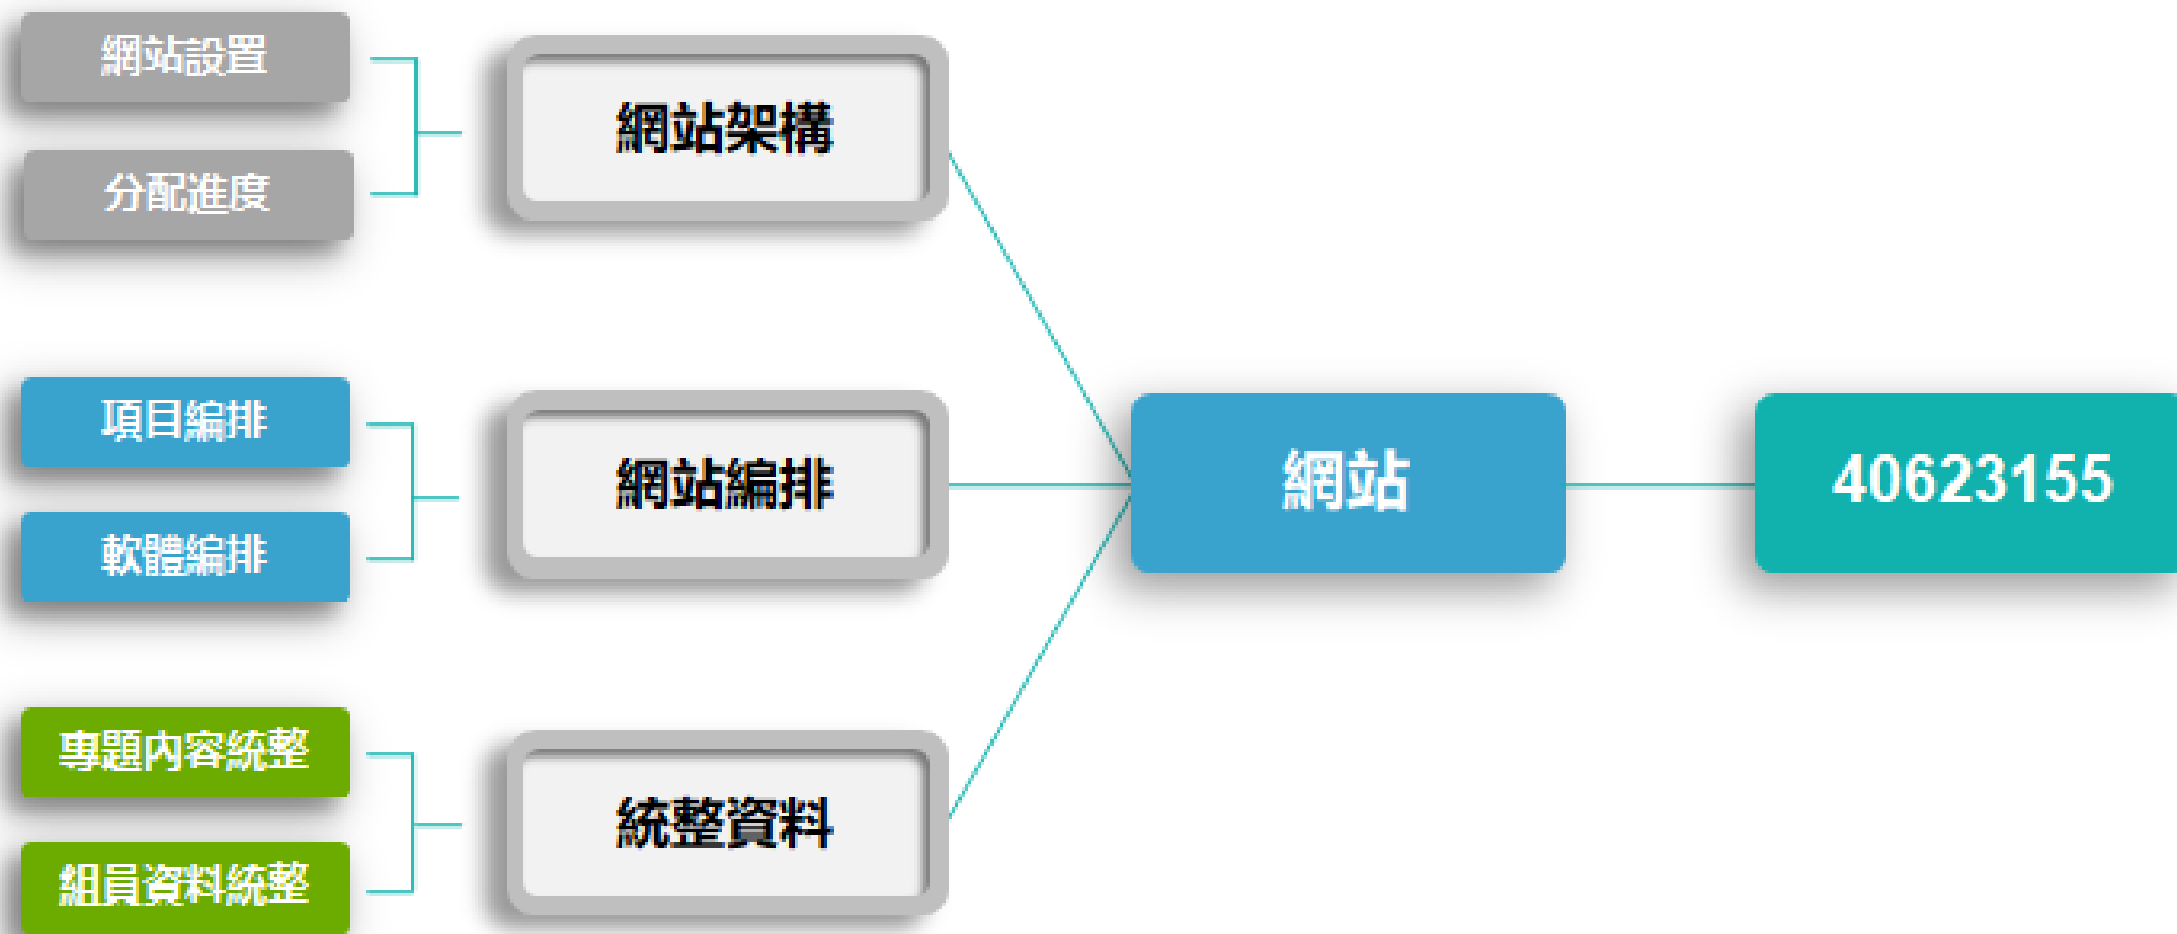 網站設置
分配進度
網站架構
項目編排
軟體編排
網站編排
專題內容統整
組員資料統整
統整資料
網站
40623155